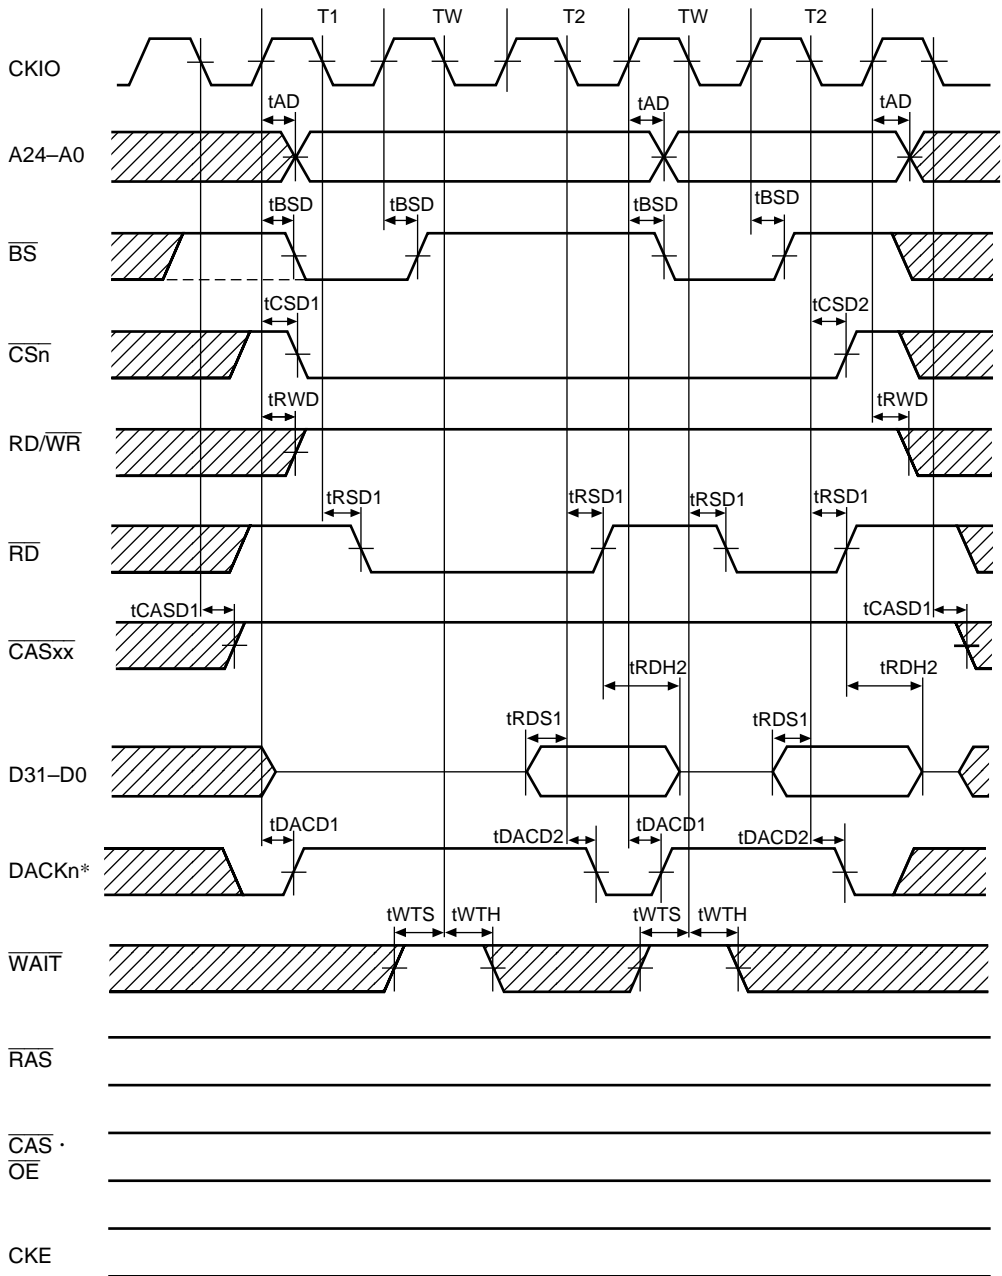 T1 TW T2 TW T2
CKIO
tAD tAD tAD
A24–A0
tBSD tBSD tBSD tBSD
BS
tCSD1 tCSD2
CSn
tRWD tRWD
RD/WR
tRSD1 tRSD1 tRSD1 tRSD1
RD
tCASD1 tCASD1
CASxx
tRDH2 tRDH2
tRDS1 tRDS1
D31–D0
tDACD1 tDACD2 tDACD1 tDACD2
DACKn*
tWTS tWTH tWTS tWTH
WAIT
RAS
CAS ·
OE
CKE